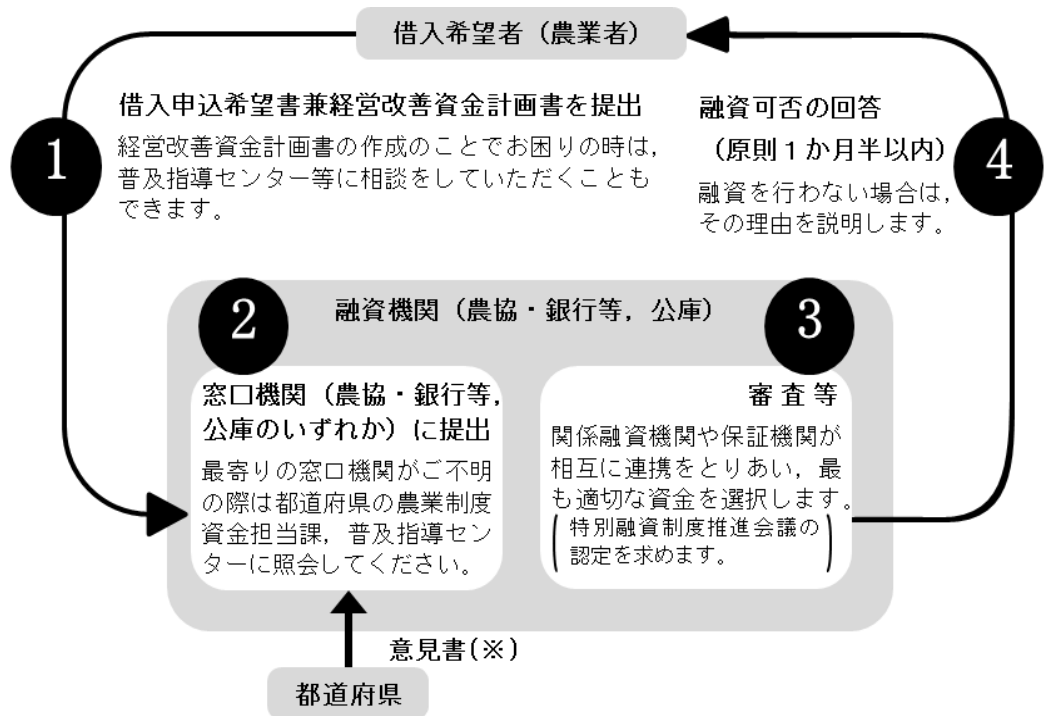 借入希望者（農業者）
1
借入申込希望書兼経営改善資金計画書を提出
経営改善資金計画書の作成のことでお困りの時は，
普及指導センター等に相談をしていただくことも
できます。
4
融資可否の回答
（原則１か月半以内）
融資を行わない場合は，
その理由を説明します。
融資機関（農協・銀行等，公庫）
2
窓口機関（農協・銀行等，
公庫のいずれか）に提出
最寄りの窓口機関がご不明
の際は都道府県の農業制度
資金担当課，普及指導セン
ターに照会してください。
3
審査等
関係融資機関や保証機関が
相互に連携をとりあい，最
も適切な資金を選択します。
（特別融資制度推進会議の
認定を求めます。）
意見書(※)
都道府県